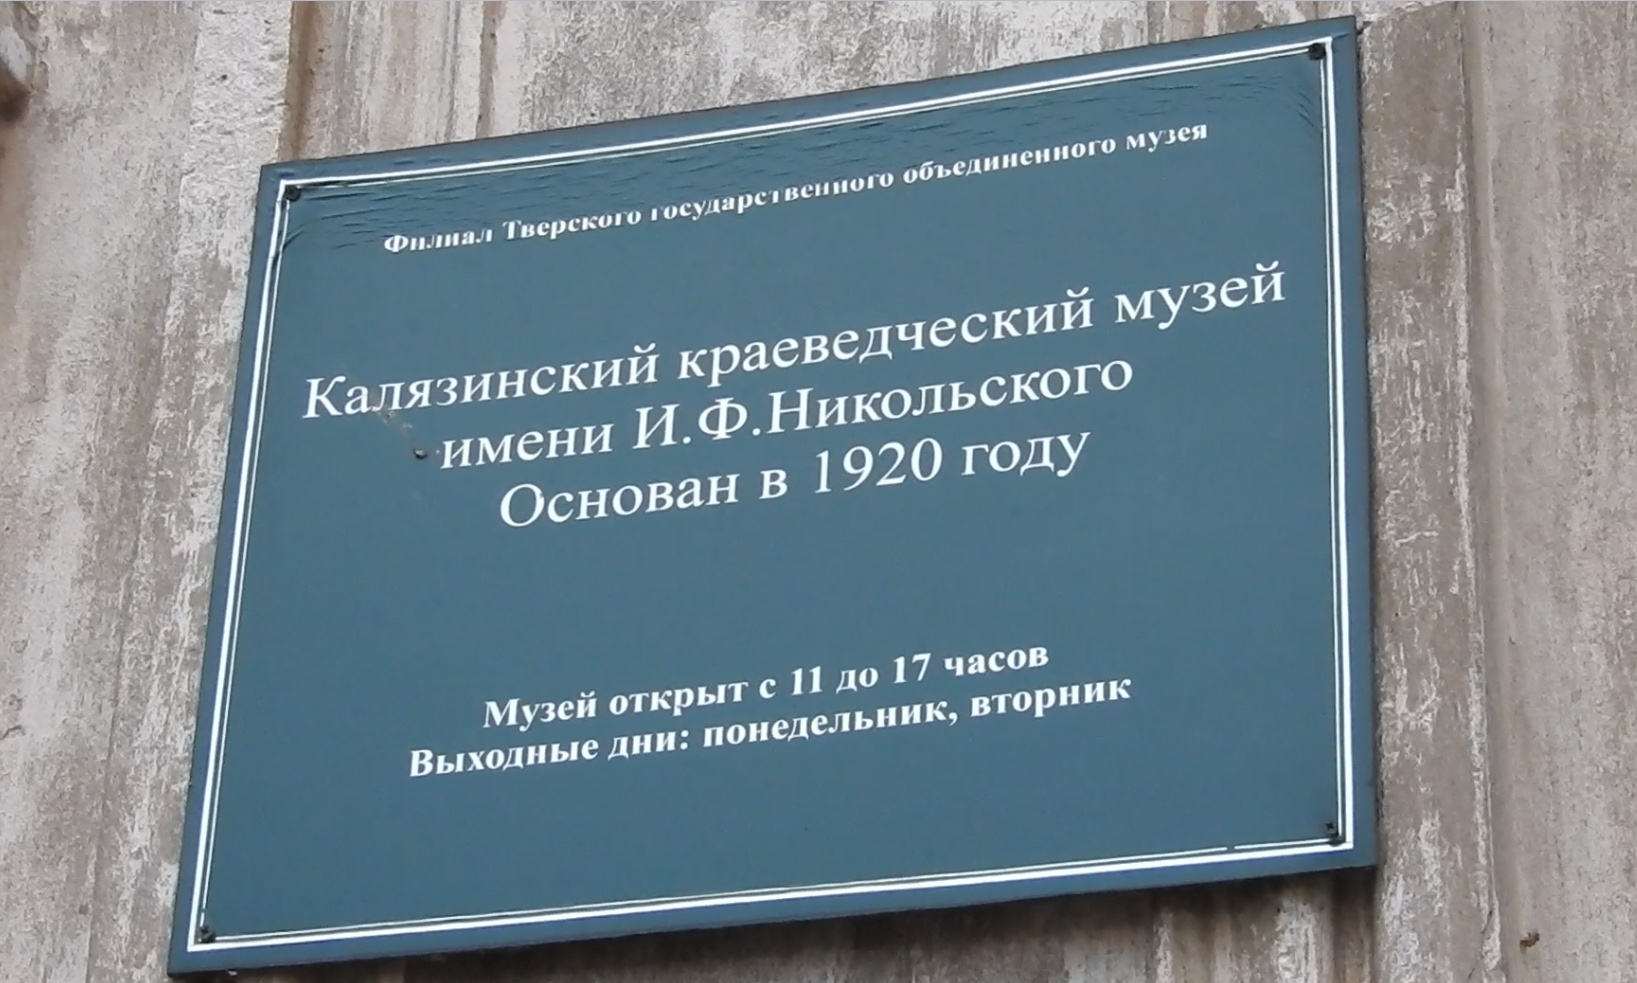 Филиал Тверского государственного объединенного музея
Калязинский краеведческий музей
имени И.Ф.Никольского
Основан в 1920 году
Музей открыт с 11 до 17 часов
Выходные дни: понедельник, вторник